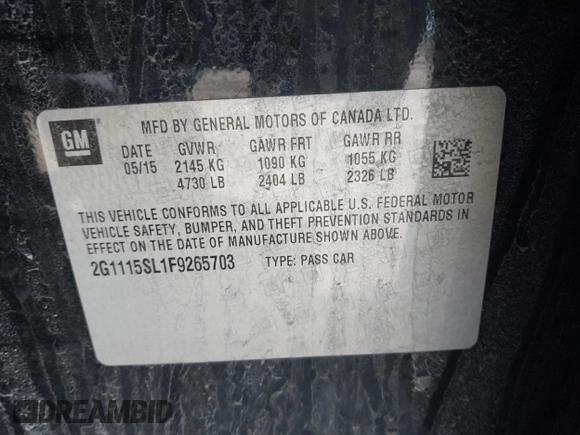 GM
MFD BY GENERAL MOTORS OF CANADA LTD.
DATE GVWR GAWR FRT GAWR RR
05/15 2145 KG 1090 KG 1055 KG
4730 LB 2404 LB 2326 LB
THIS VEHICLE CONFORMS TO ALL APPLICABLE U.S. FEDERAL MOTOR
VEHICLE SAFETY, BUMPER, AND THEFT PREVENTION STANDARDS IN
EFFECT ON THE DATE OF MANUFACTURE SHOWN ABOVE.
2G1115SL1F9265703 TYPE: PASS CAR
DREAMBID